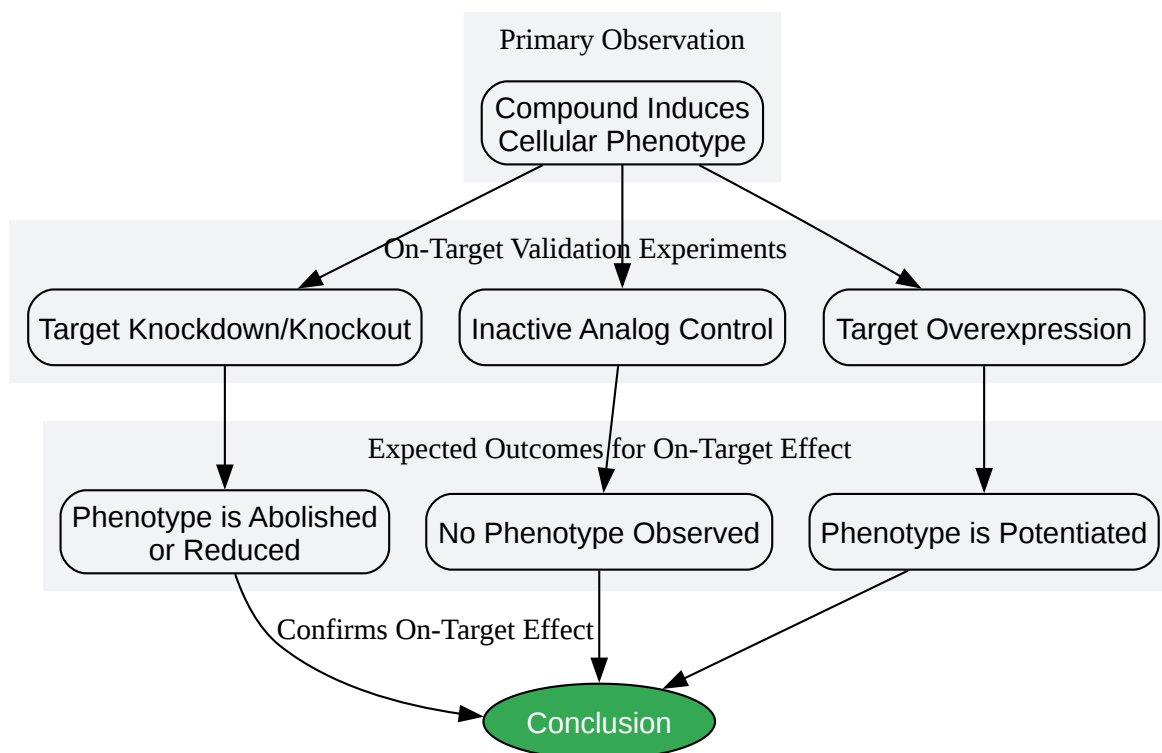 Primary Observation
Compound Induces
Cellular Phenotype
On-Target Validation Experiments
Target Knockdown/Knockout
Inactive Analog Control
Target Overexpression
Expected Outcomes for On-Target Effect
Phenotype is Abolished
or Reduced
No Phenotype Observed
Phenotype is Potentiated
Confirms On-Target Effect
Conclusion